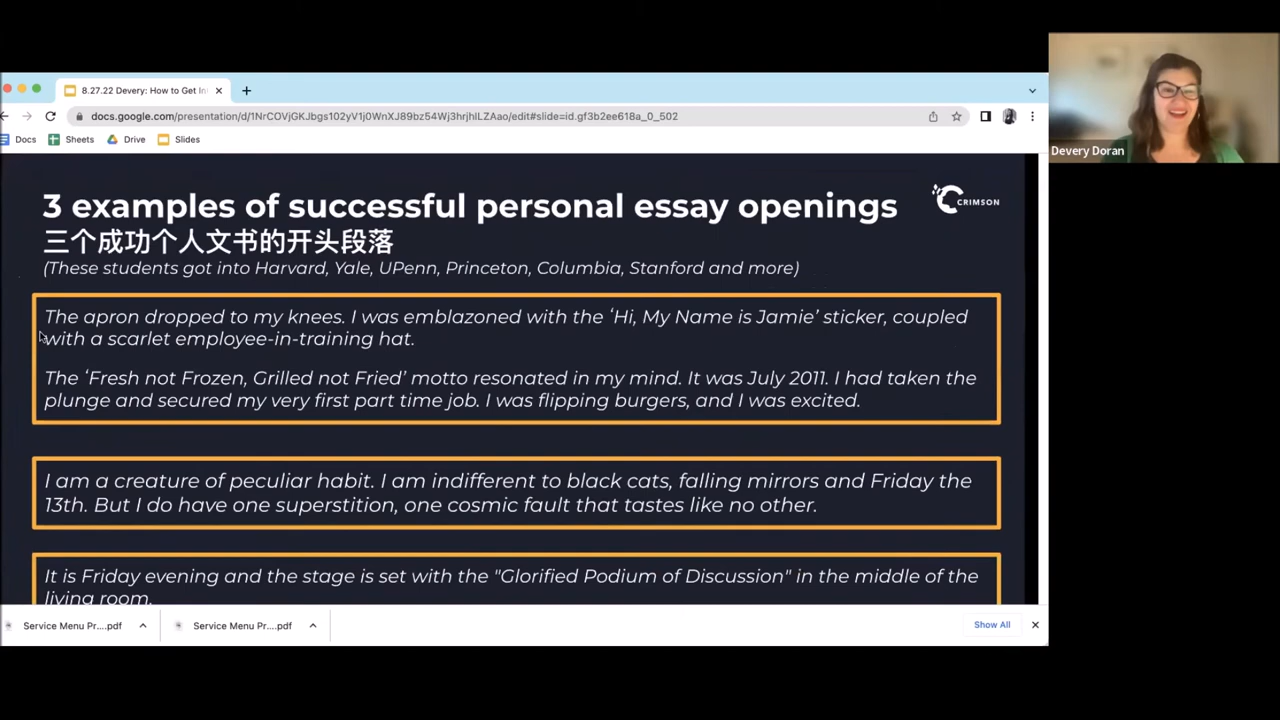 8.27.22 Devery: How to Get In
docs.google.com/presentation/d/1NrCOVjGKJbgs102yV1j0WnXJ89bz54Wj3hrjhlLZAao/edit#slide=id.gf3b2ee618a_0_502
Docs
Sheets
Drive
Slides
Devery Doran
3 examples of successful personal essay openings
CRIMSON
三个成功个人文书的开头段落
(These students got into Harvard, Yale, UPenn, Princeton, Columbia, Stanford and more)
The apron dropped to my knees. I was emblazoned with the ‘Hi, My Name is Jamie’ sticker, coupled
with a scarlet employee-in-training hat.
The ‘Fresh not Frozen, Grilled not Fried’ motto resonated in my mind. It was July 2011. I had taken the
plunge and secured my very first part time job. I was flipping burgers, and I was excited.
I am a creature of peculiar habit. I am indifferent to black cats, falling mirrors and Friday the
13th. But I do have one superstition, one cosmic fault that tastes like no other.
It is Friday evening and the stage is set with the "Glorified Podium of Discussion" in the middle of the
living room.
Service Menu Pr....pdf
Service Menu Pr....pdf
Show All